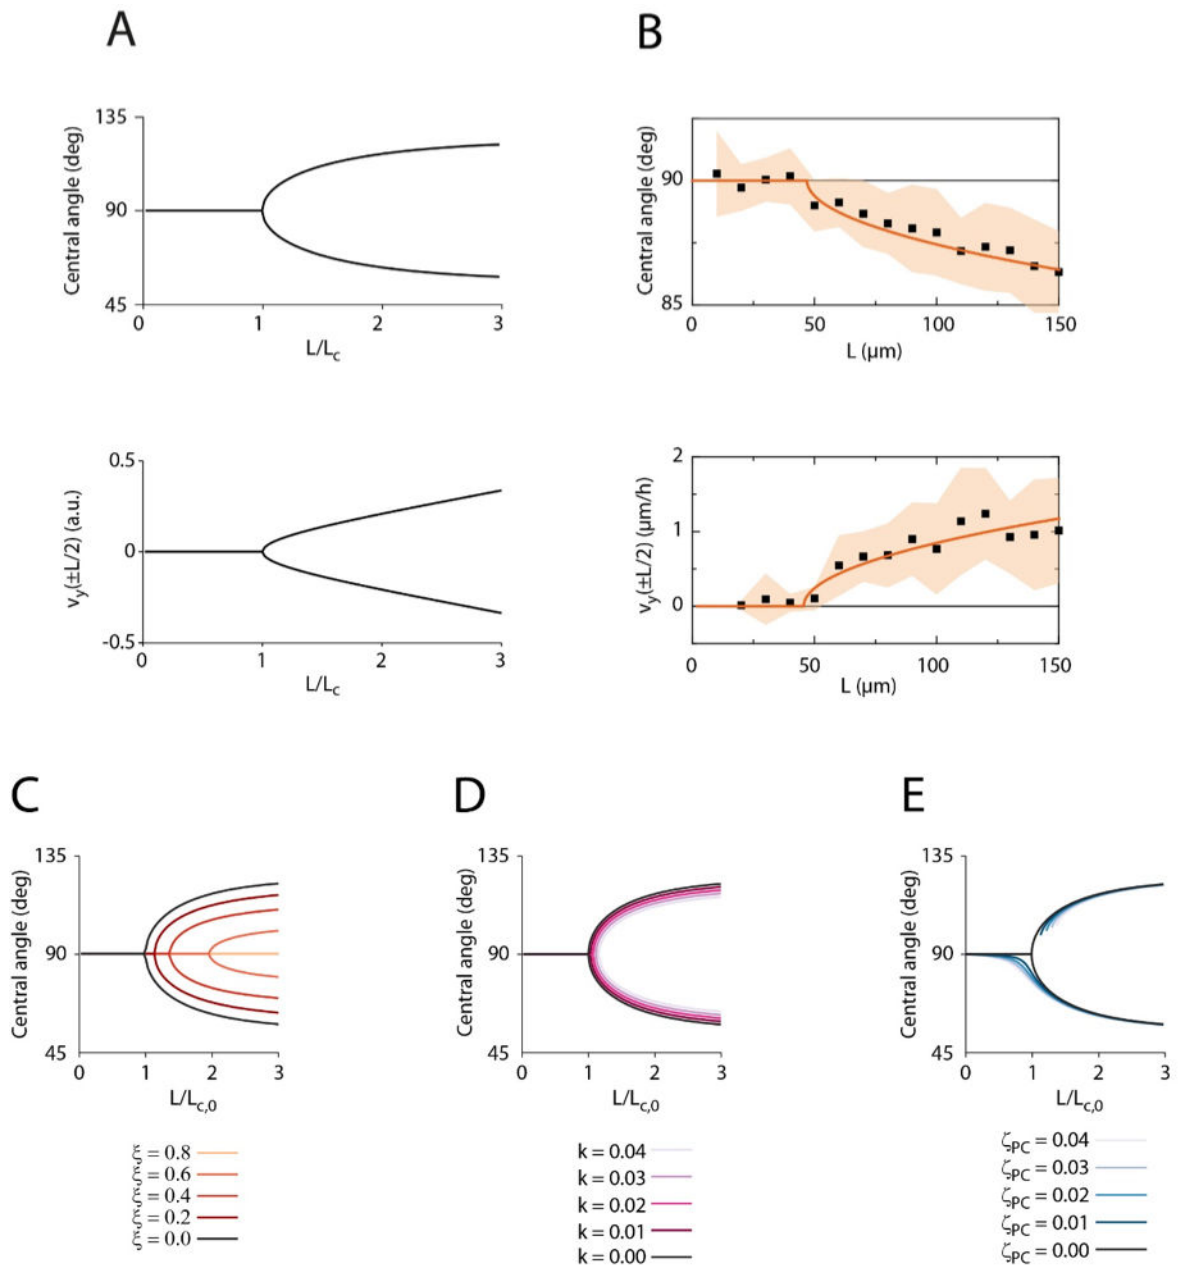 A
B
135
90
45
Central angle (deg)
0
1
2
3
L/Lc
90
85
Central angle (deg)
0
50
100
150
L (μm)
0.5
0
-0.5
vy(±L/2) (a.u.)
0
1
2
3
L/Lc
2
1
0
vy(±L/2) (μm/h)
0
50
100
150
L (μm)
C
D
E
135
90
45
Central angle (deg)
0
1
2
3
L/Lc,0
135
90
45
Central angle (deg)
0
1
2
3
L/Lc,0
135
90
45
Central angle (deg)
0
1
2
3
L/Lc,0
ξ = 0.8
ξ = 0.6
ξ = 0.4
ξ = 0.2
ξ = 0.0
k = 0.04
k = 0.03
k = 0.02
k = 0.01
k = 0.00
ζPC = 0.04
ζPC = 0.03
ζPC = 0.02
ζPC = 0.01
ζPC = 0.00